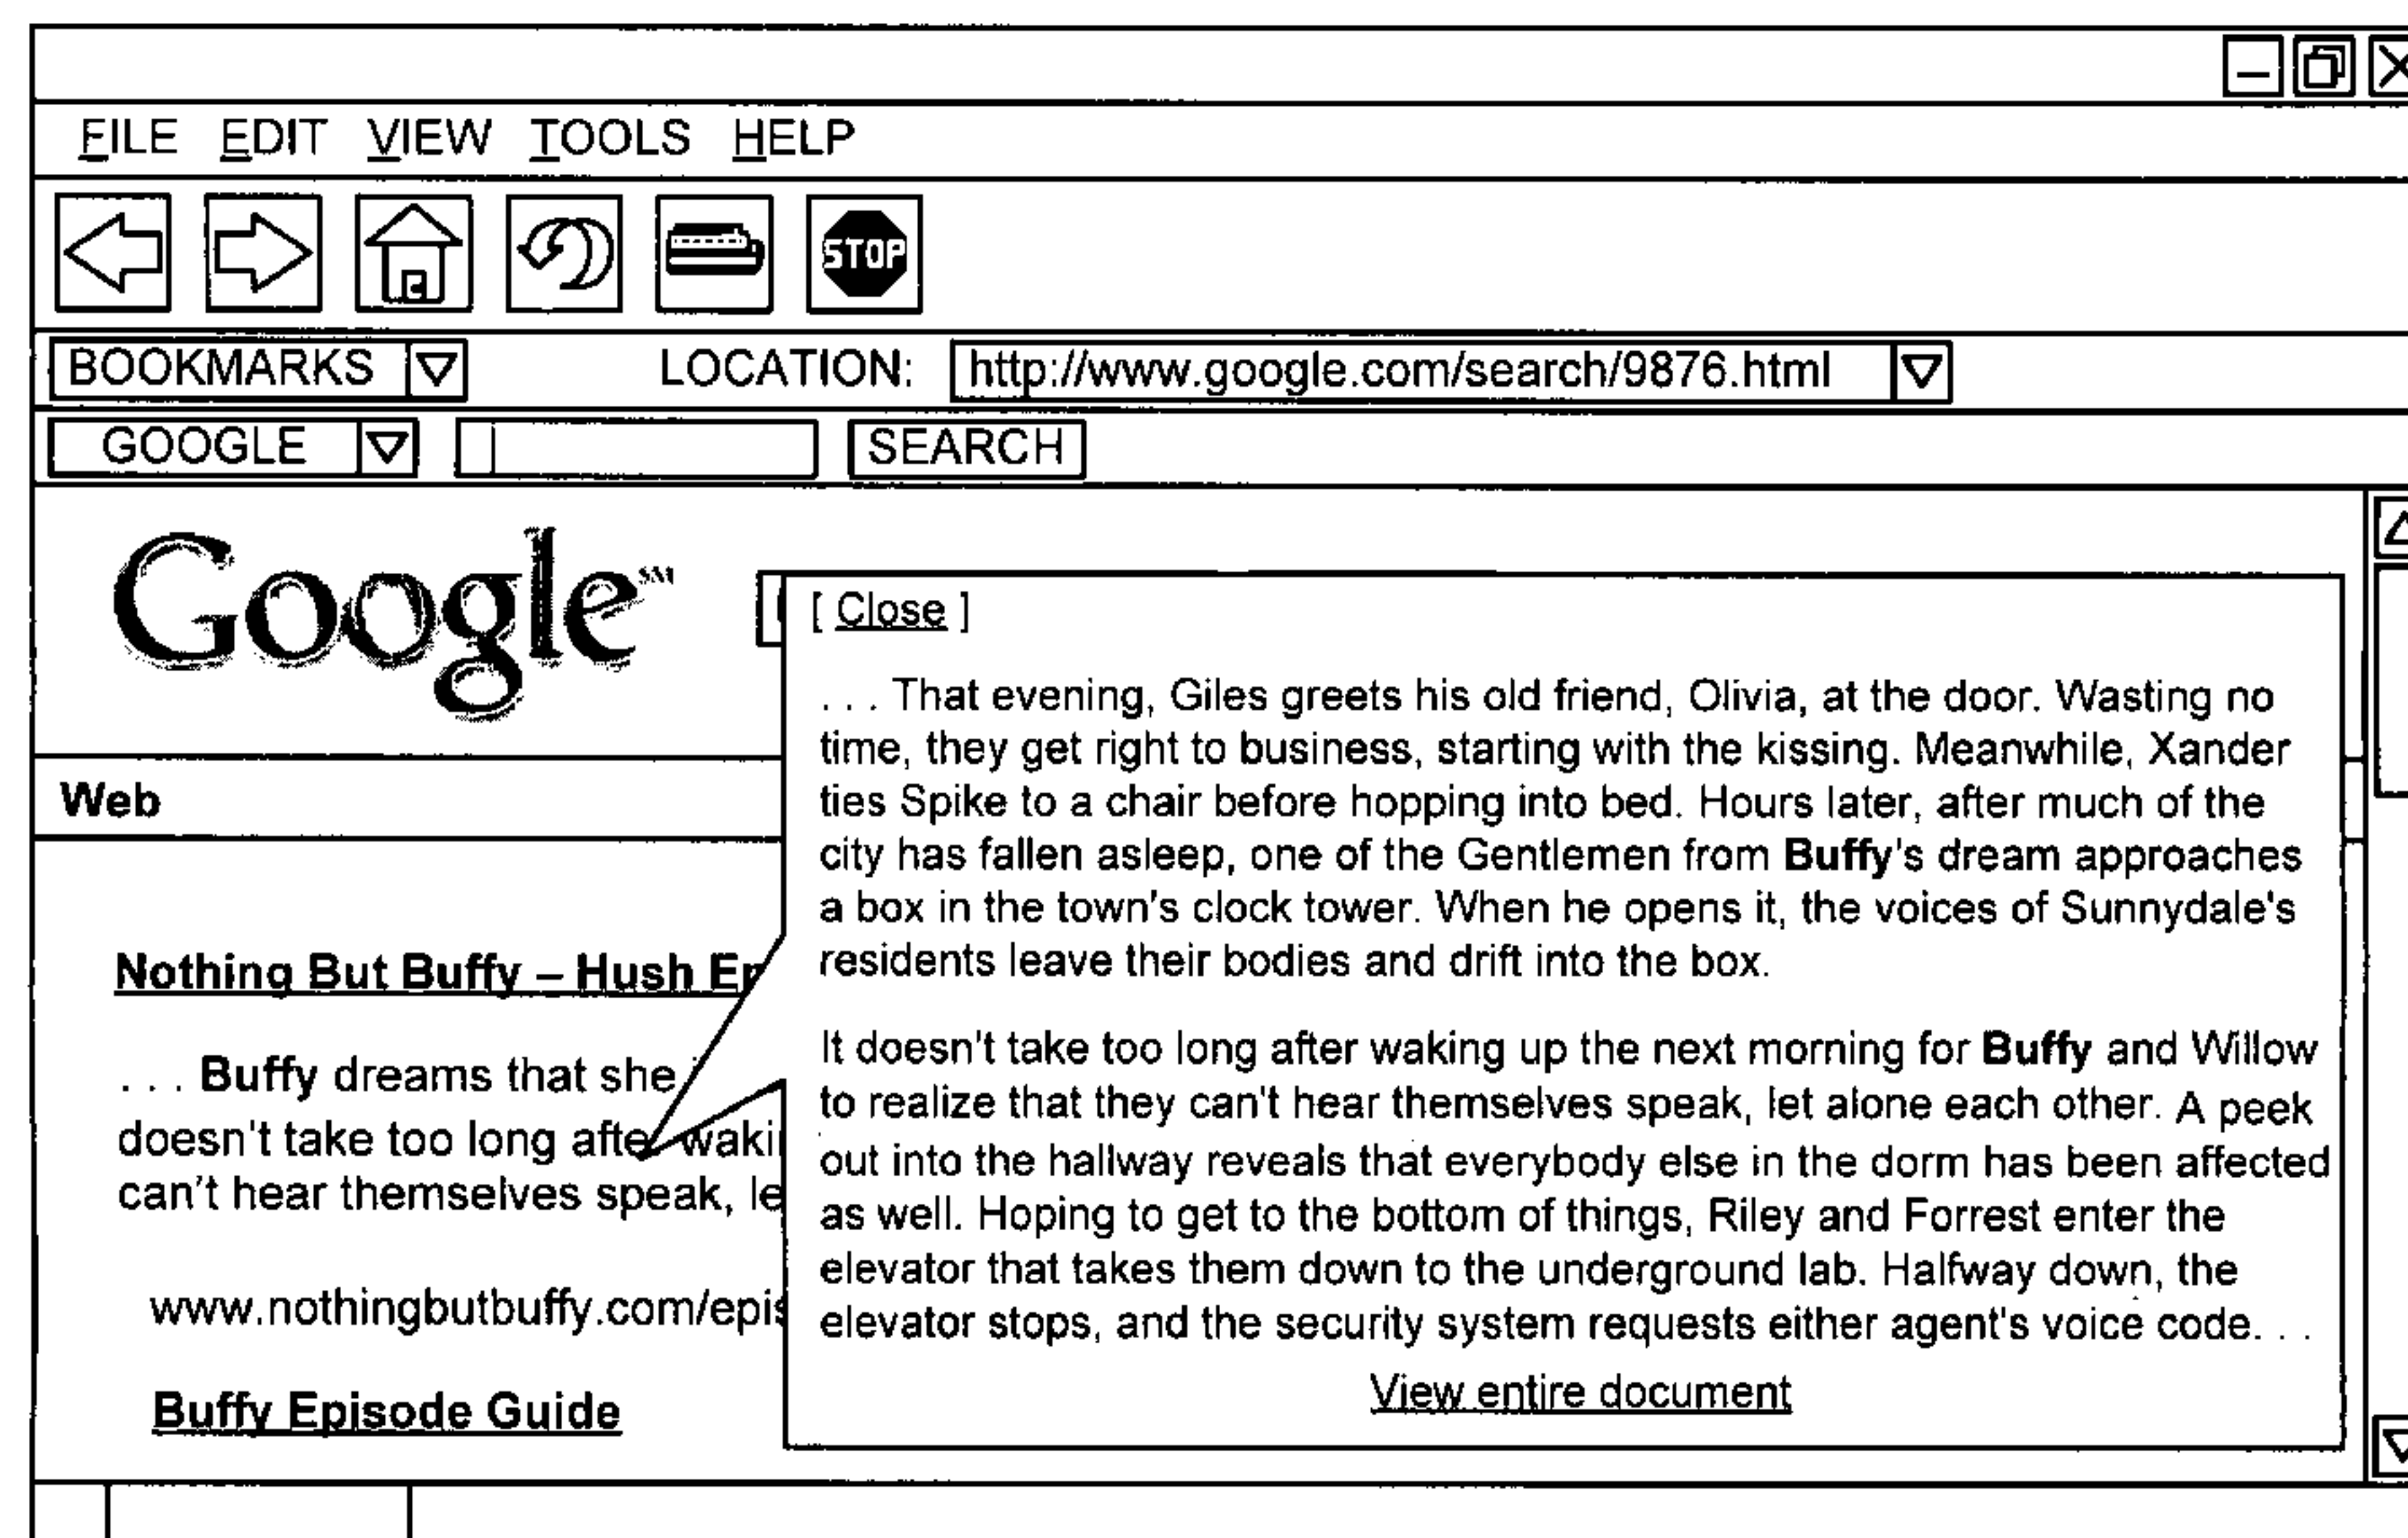 FILE EDIT VIEW TOOLS HELP
STOP
BOOKMARKS LOCATION: http://www.google.com/search/9876.html
GOOGLE SEARCH
Google SM
Web
Nothing But Buffy – Hush
. . . Buffy dreams that she
doesn't take too long after
can't hear themselves speak,
www.nothingbutbuffy.com/
Buffy Episode Guide
[ Close ]
. . . That evening, Giles greets his old friend, Olivia, at the door. Wasting no
time, they get right to business, starting with the kissing. Meanwhile, Xander
ties Spike to a chair before hopping into bed. Hours later, after much of the
city has fallen asleep, one of the Gentlemen from Buffy's dream approaches
a box in the town's clock tower. When he opens it, the voices of Sunnydale's
residents leave their bodies and drift into the box.
It doesn't take too long after waking up the next morning for Buffy and Willow
to realize that they can't hear themselves speak, let alone each other. A peek
out into the hallway reveals that everybody else in the dorm has been affected
as well. Hoping to get to the bottom of things, Riley and Forrest enter the
elevator that takes them down to the underground lab. Halfway down, the
elevator stops, and the security system requests either agent's voice code. . .
View entire document